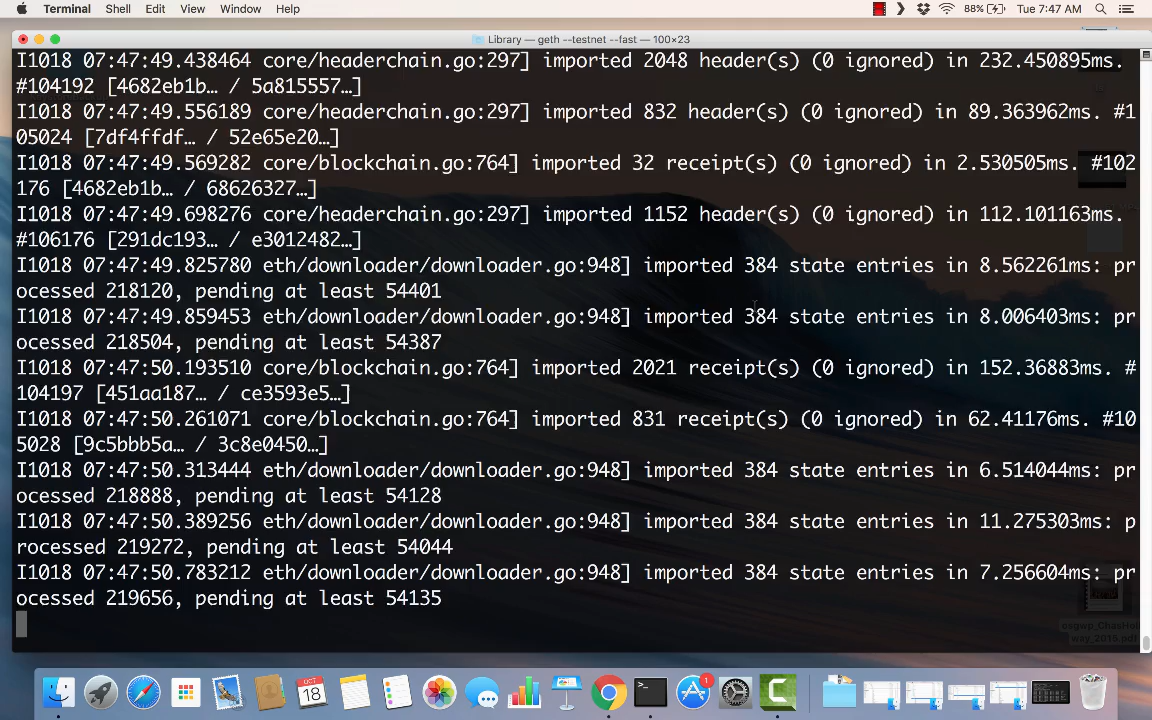 Terminal Shell Edit View Window Help 88% Tue 7:47 AM
Library — geth --testnet --fast — 100×23
I1018 07:47:49.438464 core/headerchain.go:297] imported 2048 header(s) (0 ignored) in 232.450895ms.
#104192 [4682eb1b… / 5a815557…]
I1018 07:47:49.556189 core/headerchain.go:297] imported 832 header(s) (0 ignored) in 89.363962ms. #1
05024 [7df4ffdf… / 52e65e20…]
I1018 07:47:49.569282 core/blockchain.go:764] imported 32 receipt(s) (0 ignored) in 2.530505ms. #102
176 [4682eb1b… / 68626327…]
I1018 07:47:49.698276 core/headerchain.go:297] imported 1152 header(s) (0 ignored) in 112.101163ms.
#106176 [291dc193… / e3012482…]
I1018 07:47:49.825780 eth/downloader/downloader.go:948] imported 384 state entries in 8.562261ms: pr
ocessed 218120, pending at least 54401
I1018 07:47:49.859453 eth/downloader/downloader.go:948] imported 384 state entries in 8.006403ms: pr
ocessed 218504, pending at least 54387
I1018 07:47:50.193510 core/blockchain.go:764] imported 2021 receipt(s) (0 ignored) in 152.36883ms. #
104197 [451aa187… / ce3593e5…]
I1018 07:47:50.261071 core/blockchain.go:764] imported 831 receipt(s) (0 ignored) in 62.41176ms. #10
5028 [9c5bbb5a… / 3c8e0450…]
I1018 07:47:50.313444 eth/downloader/downloader.go:948] imported 384 state entries in 6.514044ms: pr
ocessed 218888, pending at least 54128
I1018 07:47:50.389256 eth/downloader/downloader.go:948] imported 384 state entries in 11.275303ms: p
rocessed 219272, pending at least 54044
I1018 07:47:50.783212 eth/downloader/downloader.go:948] imported 384 state entries in 7.256604ms: pr
ocessed 219656, pending at least 54135
OCT
18
1